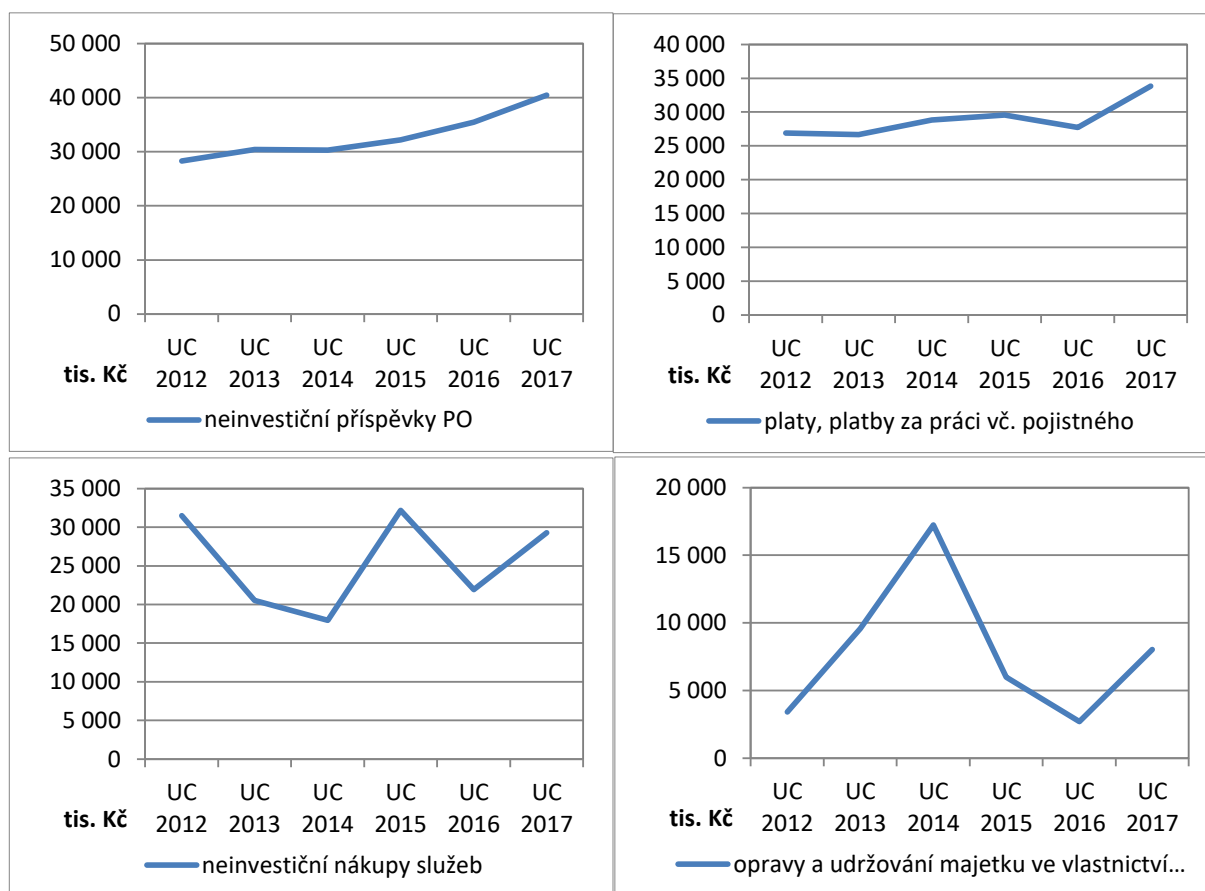 50 000
40 000
30 000
20 000
10 000
0
UC 2012
UC 2013
UC 2014
UC 2015
UC 2016
UC 2017
tis. Kč
neinvestiční příspěvky PO
40 000
35 000
30 000
25 000
20 000
15 000
10 000
5 000
0
UC 2012
UC 2013
UC 2014
UC 2015
UC 2016
UC 2017
tis. Kč
platy, platby za práci vč. pojistného
35 000
30 000
25 000
20 000
15 000
10 000
5 000
0
UC 2012
UC 2013
UC 2014
UC 2015
UC 2016
UC 2017
tis. Kč
neinvestiční nákupy služeb
20 000
15 000
10 000
5 000
0
UC 2012
UC 2013
UC 2014
UC 2015
UC 2016
UC 2017
tis. Kč
opravy a udržování majetku ve vlastnictví…